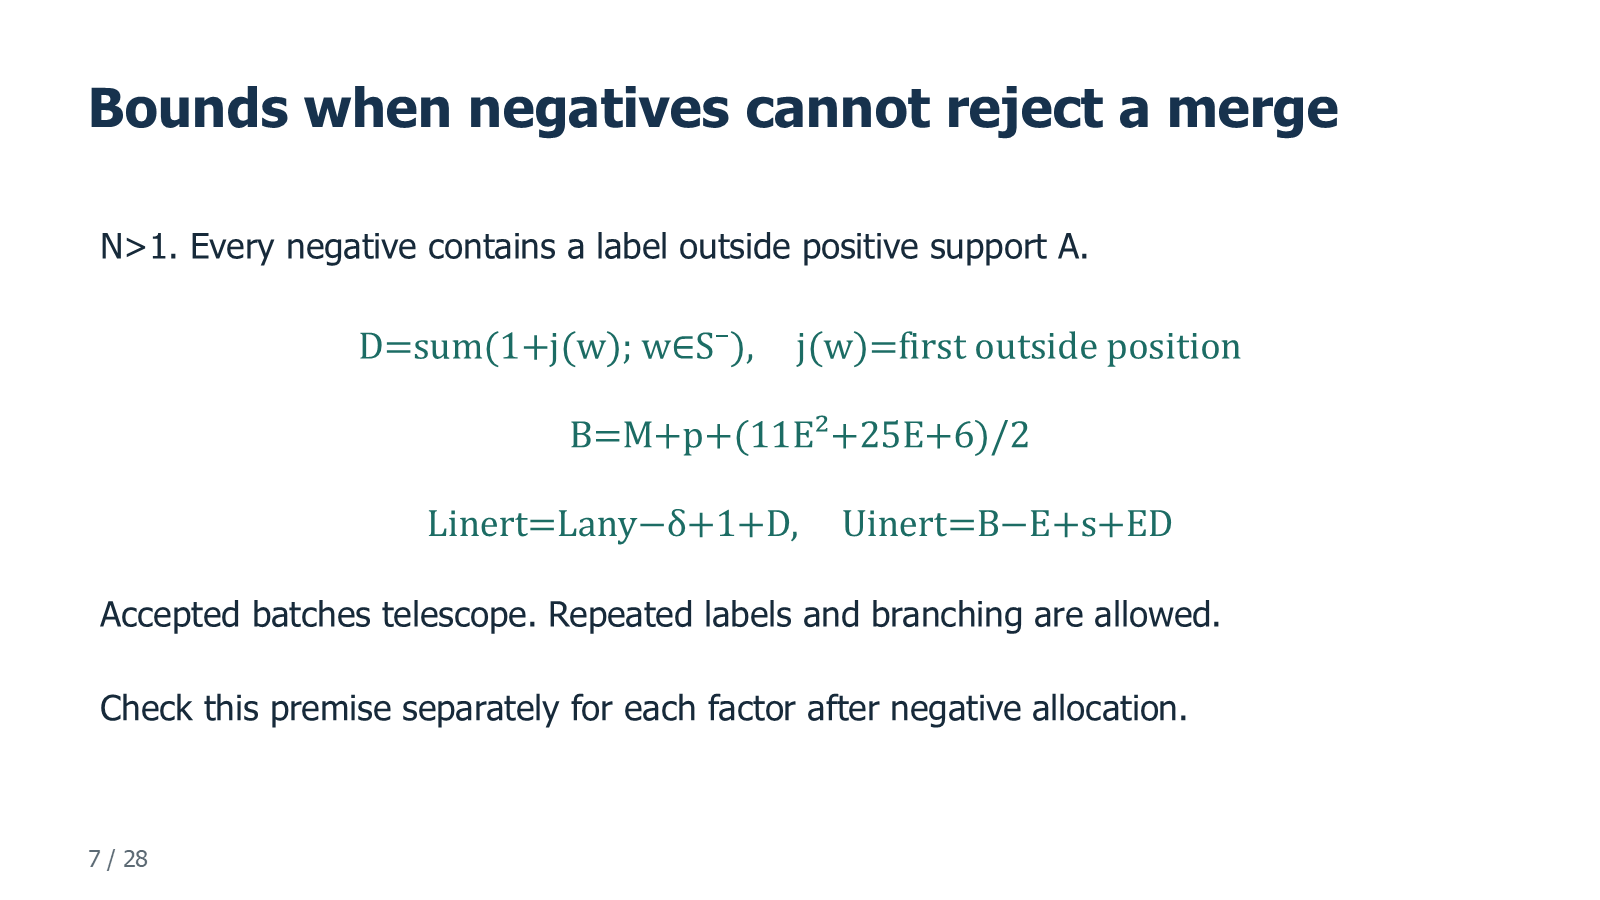 Bounds when negatives cannot reject a merge
N>1. Every negative contains a label outside positive support A.
D=sum(1+j(w); w∈S⁻), j(w)=first outside position
B=M+p+(11E²+25E+6)/2
Linert=Lany−δ+1+D, Uinert=B−E+s+ED
Accepted batches telescope. Repeated labels and branching are allowed.
Check this premise separately for each factor after negative allocation.
7 / 28